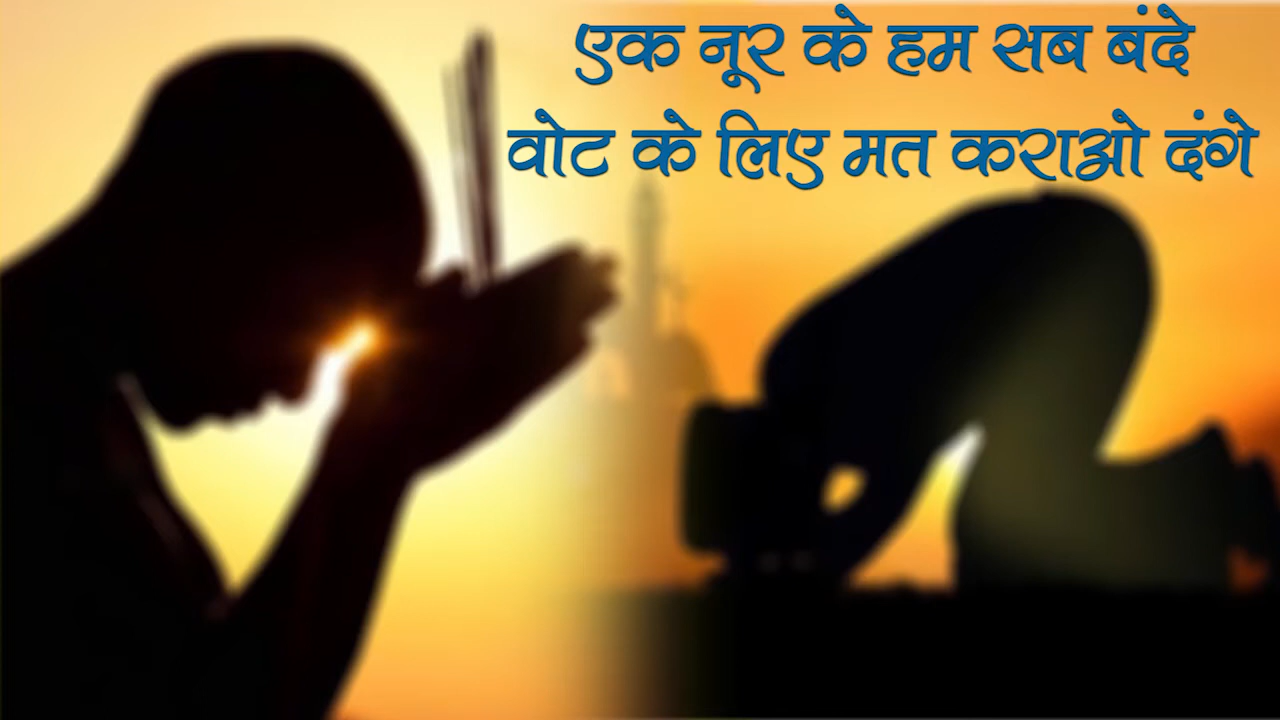 एक नूर के हम सब बंदे
वोट के लिए मत कराओ दंगे